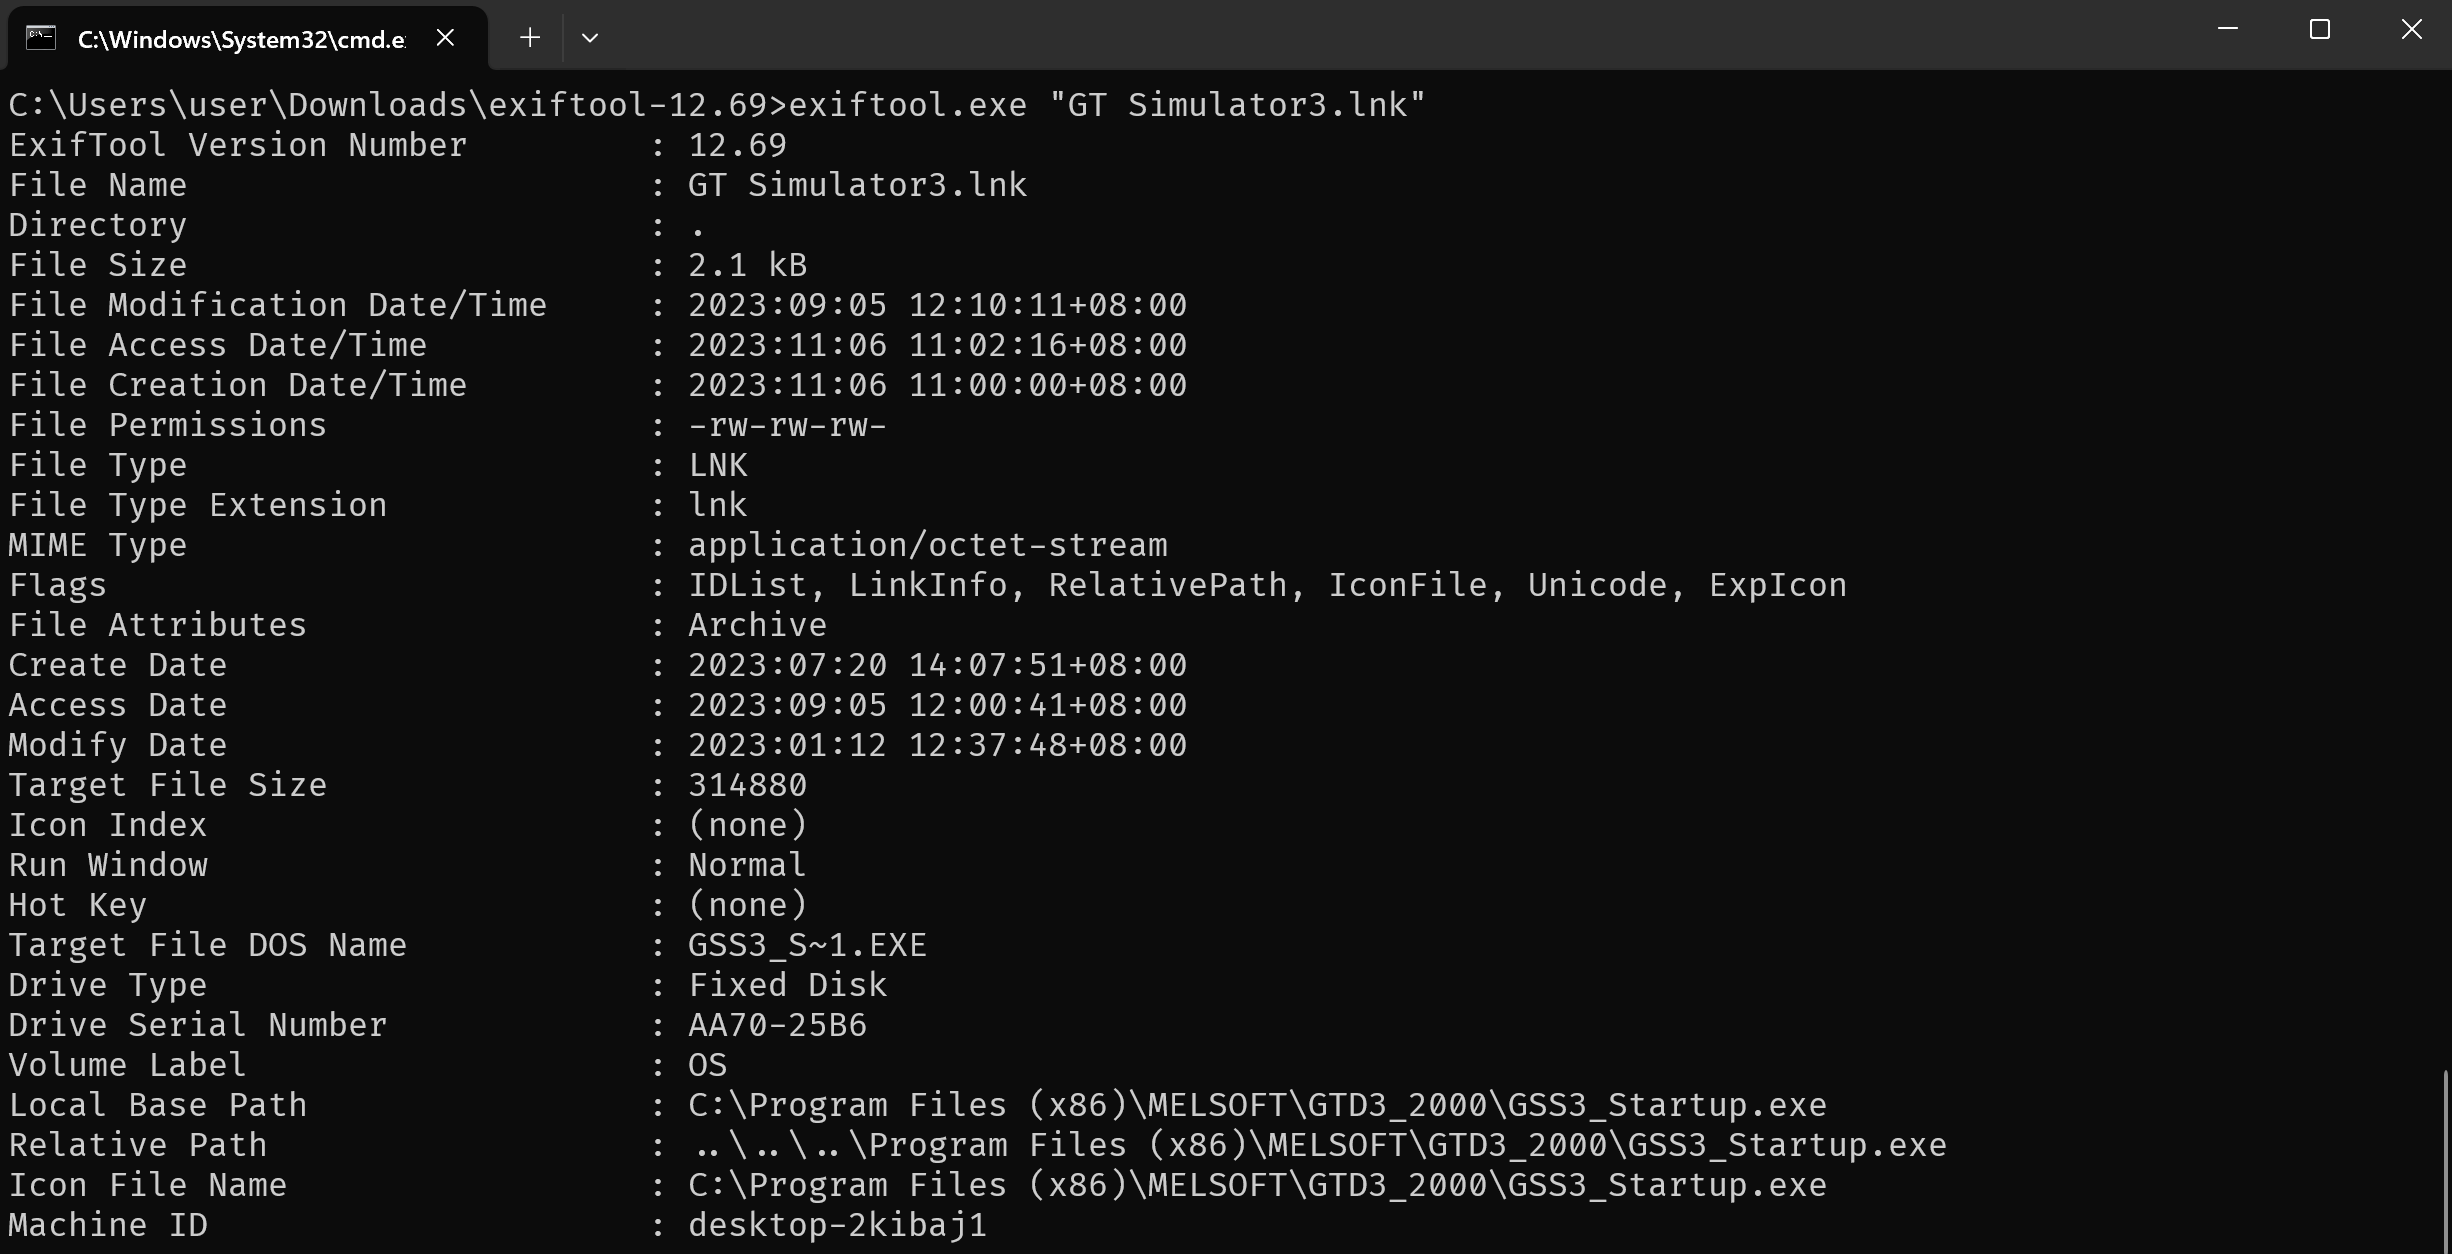 C:\Windows\System32\cmd.e
C:\Users\user\Downloads\exiftool-12.69>exiftool.exe "GT Simulator3.lnk"
ExifTool Version Number : 12.69
File Name : GT Simulator3.lnk
Directory : .
File Size : 2.1 kB
File Modification Date/Time : 2023:09:05 12:10:11+08:00
File Access Date/Time : 2023:11:06 11:02:16+08:00
File Creation Date/Time : 2023:11:06 11:00:00+08:00
File Permissions : -rw-rw-rw-
File Type : LNK
File Type Extension : lnk
MIME Type : application/octet-stream
Flags : IDList, LinkInfo, RelativePath, IconFile, Unicode, ExpIcon
File Attributes : Archive
Create Date : 2023:07:20 14:07:51+08:00
Access Date : 2023:09:05 12:00:41+08:00
Modify Date : 2023:01:12 12:37:48+08:00
Target File Size : 314880
Icon Index : (none)
Run Window : Normal
Hot Key : (none)
Target File DOS Name : GSS3_S~1.EXE
Drive Type : Fixed Disk
Drive Serial Number : AA70-25B6
Volume Label : OS
Local Base Path : C:\Program Files (x86)\MELSOFT\GTD3_2000\GSS3_Startup.exe
Relative Path : ..\..\..\Program Files (x86)\MELSOFT\GTD3_2000\GSS3_Startup.exe
Icon File Name : C:\Program Files (x86)\MELSOFT\GTD3_2000\GSS3_Startup.exe
Machine ID : desktop-2kibaj1